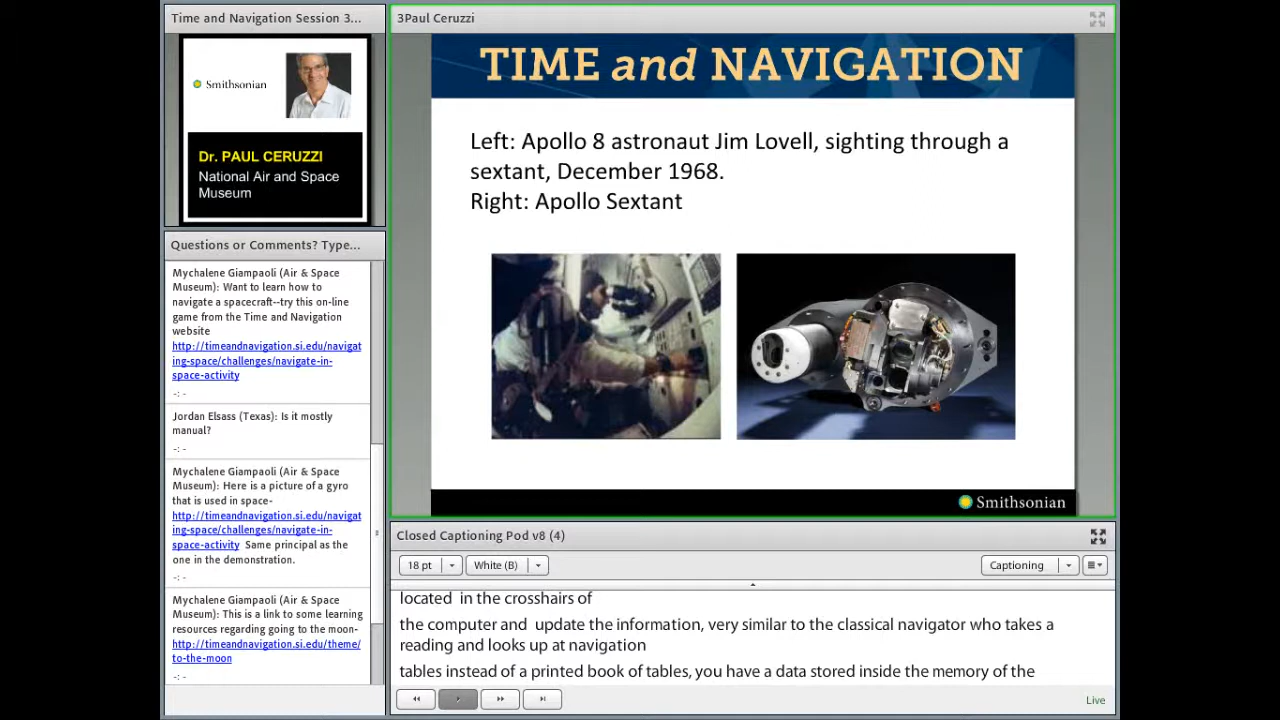 Time and Navigation Session 3...
Smithsonian
Dr. PAUL CERUZZI
National Air and Space
Museum
Questions or Comments? Type...
Mychalene Giampaoli (Air & Space
Museum): Want to learn how to
navigate a spacecraft--try this on-line
game from the Time and Navigation
website
http://timeandnavigation.si.edu/navigat
ing-space/challenges/navigate-in-
space-activity
-:- 
Jordan Elsass (Texas): Is it mostly
manual?
-:-
Mychalene Giampaoli (Air & Space
Museum): Here is a picture of a gyro
that is used in space-
http://timeandnavigation.si.edu/navigat
ing-space/challenges/navigate-in-
space-activity Same principal as the
one in the demonstration.
-:-
Mychalene Giampaoli (Air & Space
Museum): This is a link to some learning
resources regarding going to the moon-
http://timeandnavigation.si.edu/theme/
to-the-moon
-:-
3Paul Ceruzzi
TIME and NAVIGATION
Left: Apollo 8 astronaut Jim Lovell, sighting through a
sextant, December 1968.
Right: Apollo Sextant
Smithsonian
Closed Captioning Pod v8 (4)
18 pt White (B) Captioning
located in the crosshairs of
the computer and update the information, very similar to the classical navigator who takes a
reading and looks up at navigation
tables instead of a printed book of tables, you have a data stored inside the memory of the
Live